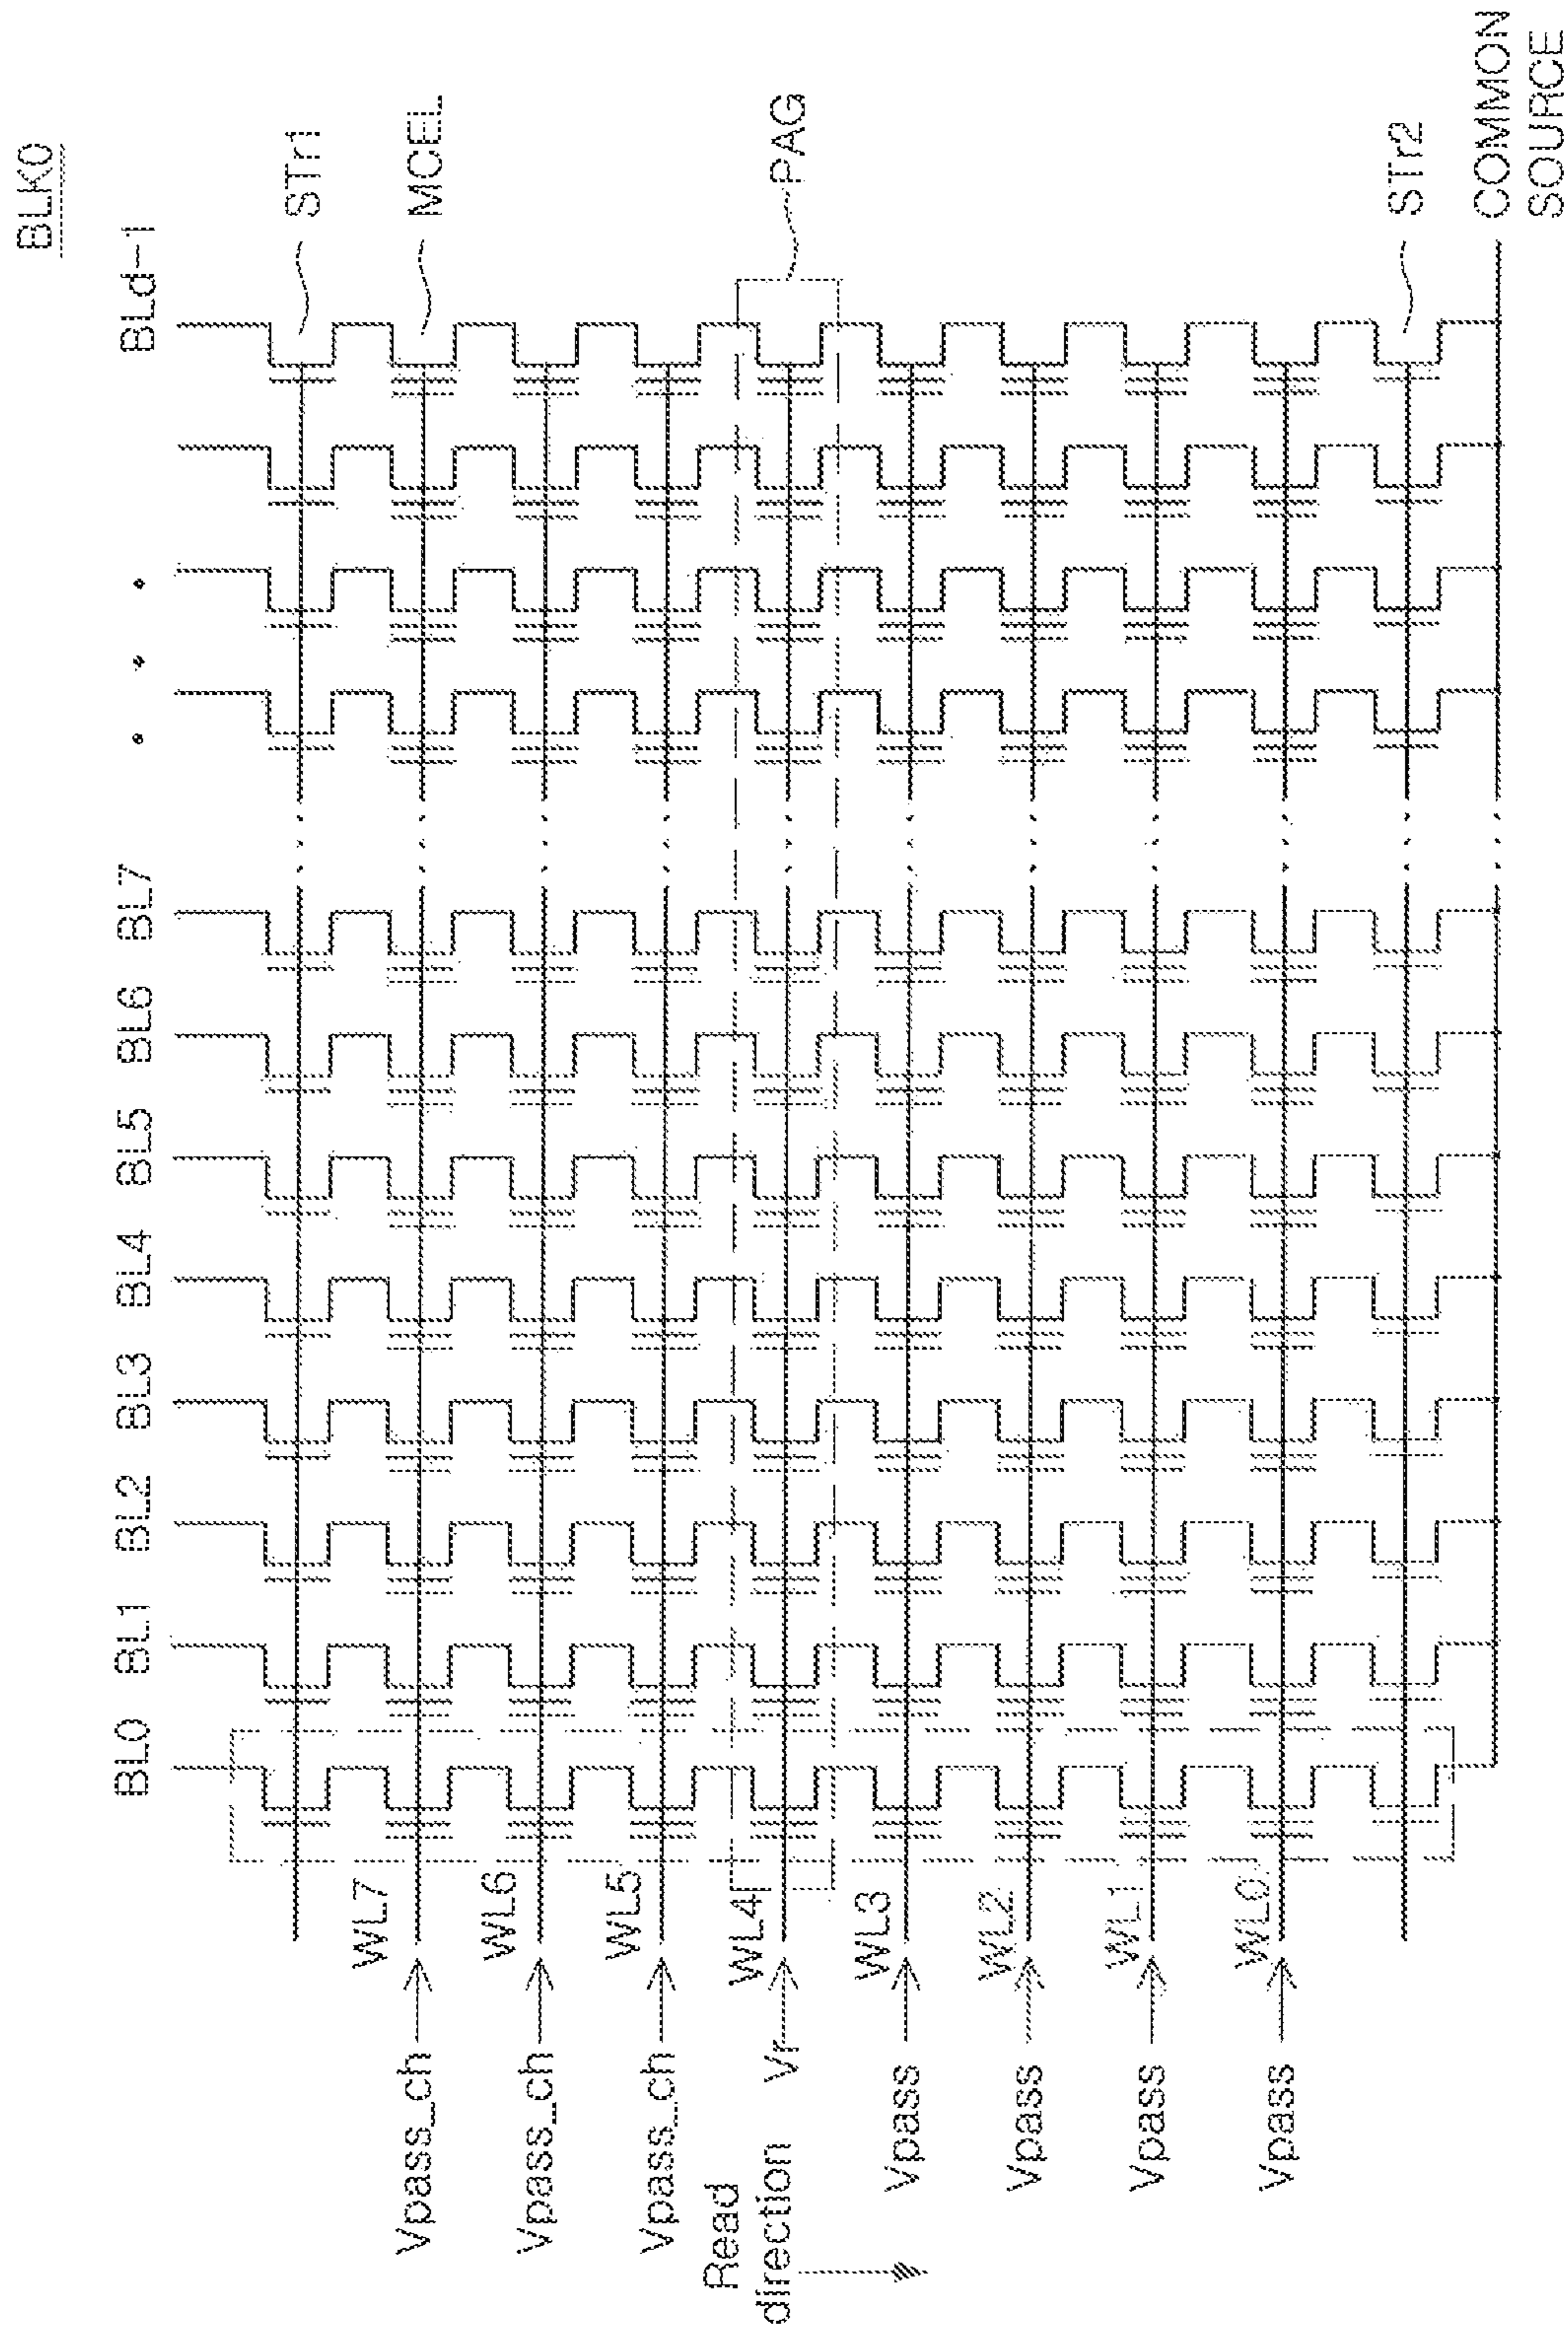 BLK0
BL0
BL1
BL2
BL3
BL4
BL5
BL6
BL7
BLd-1
STr1
MCEL
PAG
STr2
COMMON
SOURCE
WL7
WL6
WL5
WL4
WL3
WL2
WL1
WL0
Vpass_ch
Vpass_ch
Vpass_ch
Vr
Vpass
Vpass
Vpass
Vpass
Read
direction